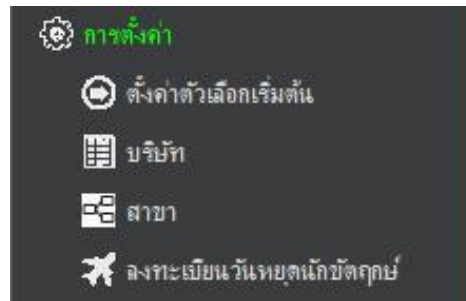 การตั้งค่า
ตั้งค่าตัวเลือกเริ่มต้น
บริษัท
สาขา
ลงทะเบียนวันหยุดนักขัตฤกษ์